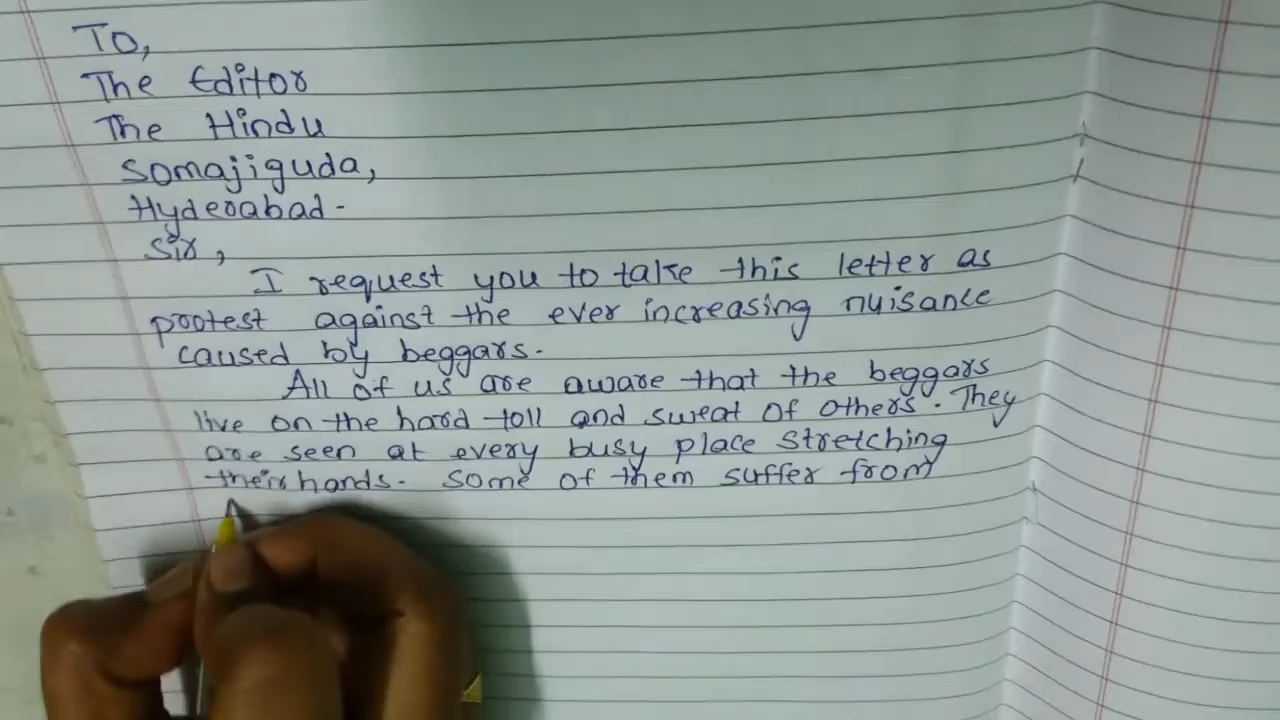 To,
The Editor
The Hindu
Somajiguda,
Hyderabad.
Sir,
I request you to take this letter as
protest against the ever increasing nuisance
caused by beggars.
All of us are aware that the beggars
live on the hard toll and sweat of others. They
are seen at every busy place stretching
their hands. Some of them suffer from